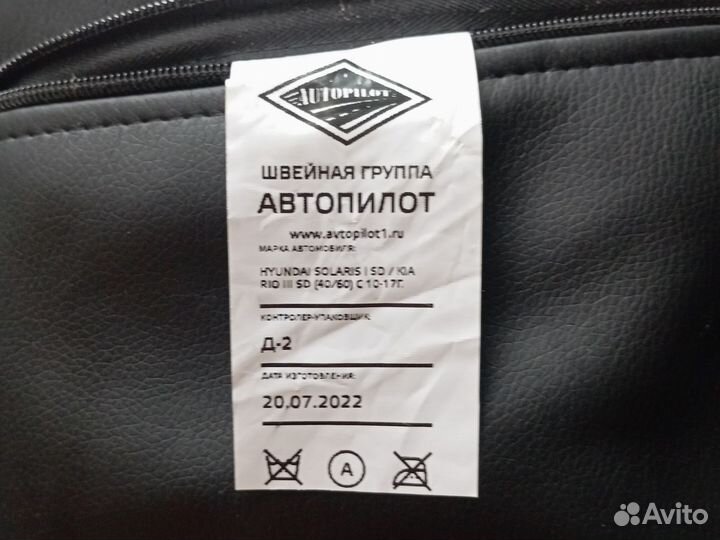 AUTOPILOT
ШВЕЙНАЯ ГРУППА
АВТОПИЛОТ
www.avtopilot1.ru
МАРКА АВТОМОБИЛЯ:
HYUNDAI SOLARIS I SD / KIA
RIO III SD (40/60) С 10-17Г.
КОНТРОЛЕР-УПАКОВЩИК:
Д-2
ДАТА ИЗГОТОВЛЕНИЯ:
20.07.2022
A
Avito